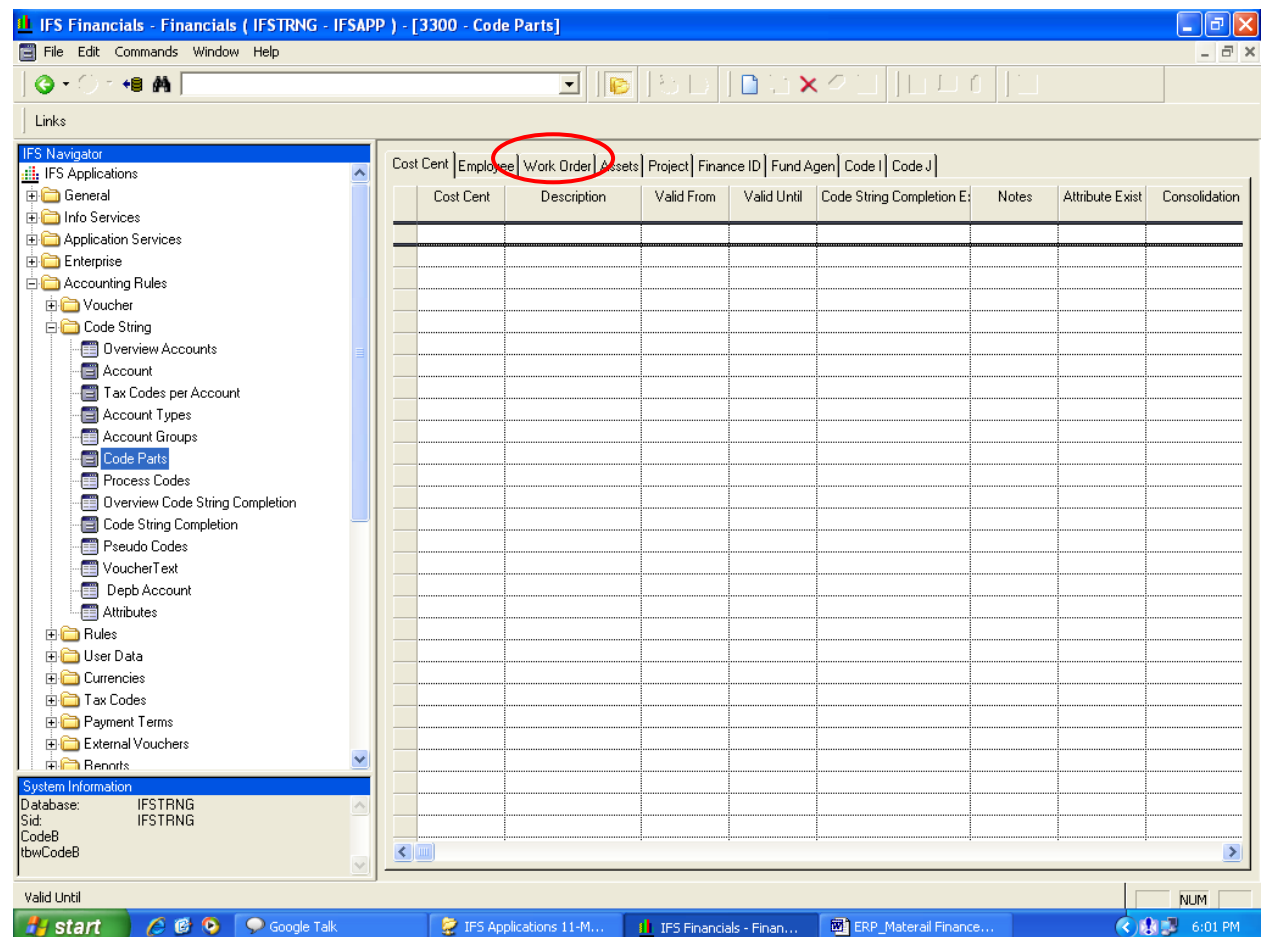 IFS Financials - Financials ( IFSTRNG - IFSAPP ) - [3300 - Code Parts]
File Edit Commands Window Help
Links
IFS Navigator
IFS Applications
General
Info Services
Application Services
Enterprise
Accounting Rules
Voucher
Code String
Overview Accounts
Account
Tax Codes per Account
Account Types
Account Groups
Code Parts
Process Codes
Overview Code String Completion
Code String Completion
Pseudo Codes
VoucherText
Depb Account
Attributes
Rules
User Data
Currencies
Tax Codes
Payment Terms
External Vouchers
Reports
System Information
Database: IFSTRNG
Sid: IFSTRNG
CodeB
tbwCodeB
Cost Cent Employee Work Order Assets Project Finance ID Fund Agen Code I Code J
Cost Cent Description Valid From Valid Until Code String Completion E: Notes Attribute Exist Consolidation
Valid Until NUM
start Google Talk IFS Applications 11-M... IFS Financials - Finan... ERP_Materail Finance... 6:01 PM